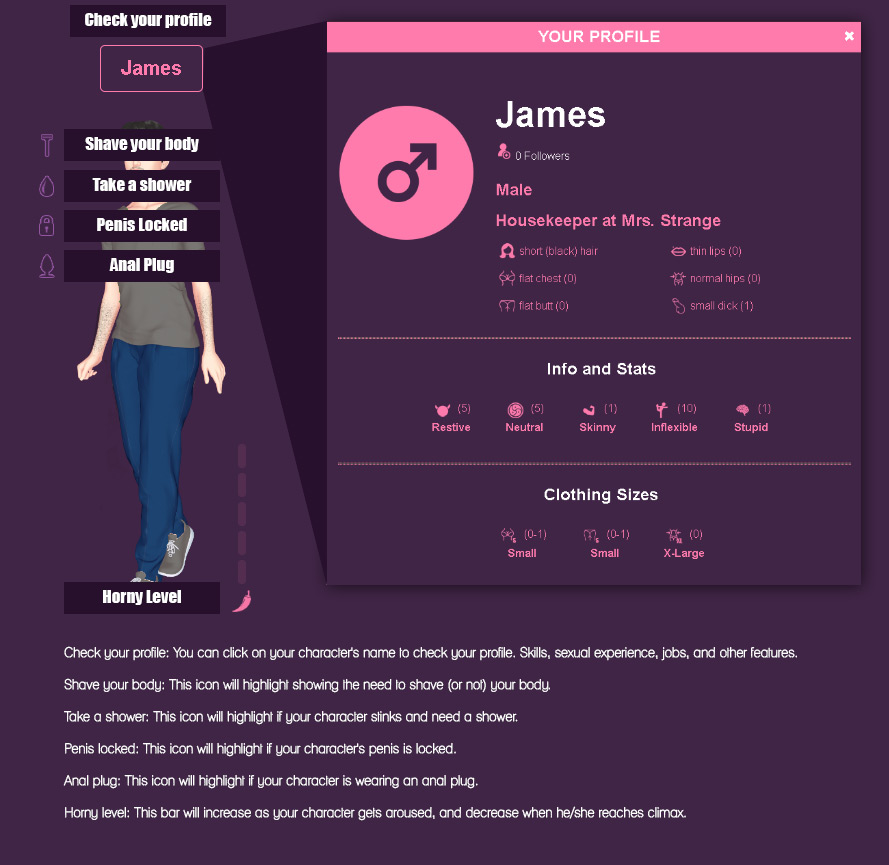 Check your profile
James
Shave your body
Take a shower
Penis Locked
Anal Plug
Horny Level
YOUR PROFILE ✖
James
0 Followers
Male
Housekeeper at Mrs. Strange
short (black) hair
thin lips (0)
flat chest (0)
normal hips (0)
flat butt (0)
small dick (1)
Info and Stats
(5) (5) (1) (10) (1)
Restive Neutral Skinny Inflexible Stupid
Clothing Sizes
(0-1) (0-1) (0)
Small Small X-Large
Check your profile: You can click on your character's name to check your profile. Skills, sexual experience, jobs, and other features.
Shave your body: This icon will highlight showing the need to shave (or not) your body.
Take a shower: This icon will highlight if your character stinks and need a shower.
Penis locked: This icon will highlight if your character's penis is locked.
Anal plug: This icon will highlight if your character is wearing an anal plug.
Horny level: This bar will increase as your character gets aroused, and decrease when he/she reaches climax.